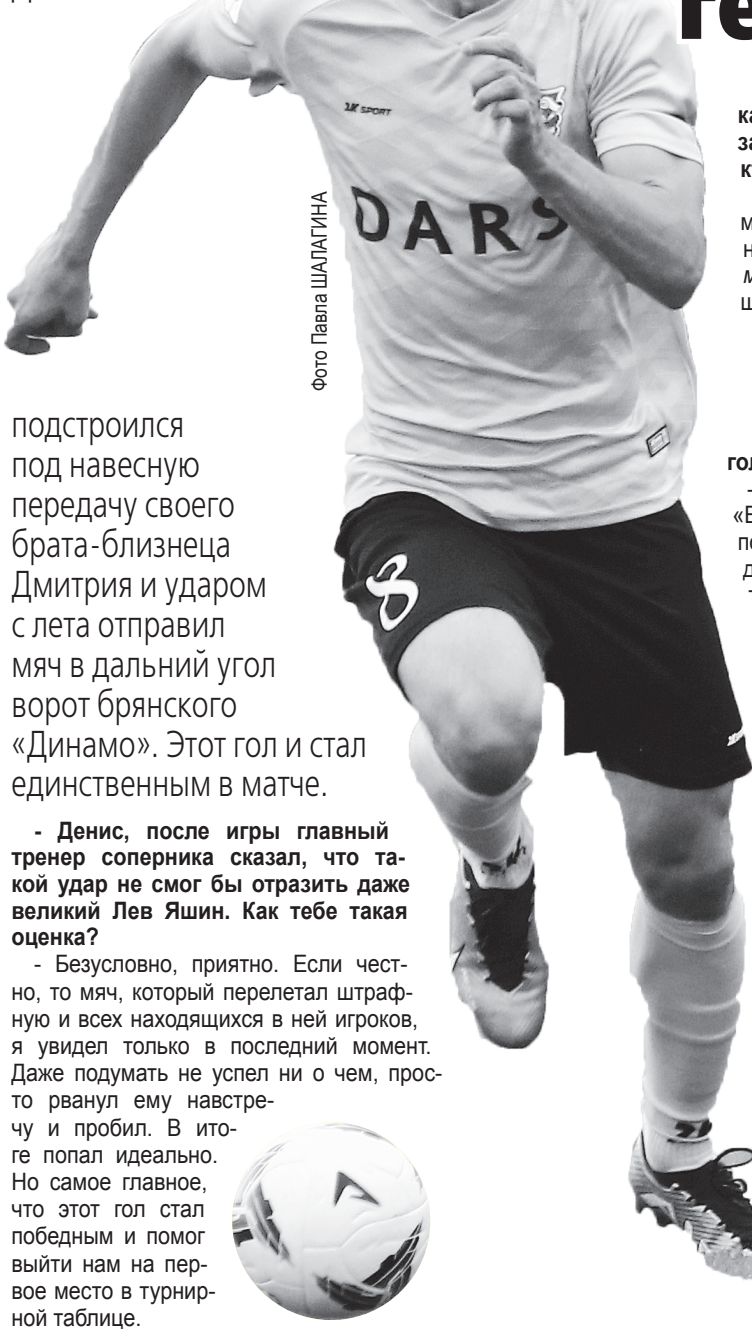 ге
2K SPORT
DARS
Фото Павла ШАЛАГИНА
8
подстроился
под навесную
передачу своего
брата-близнеца
Дмитрия и ударом
с лета отправил
мяч в дальний угол
ворот брянского
«Динамо». Этот гол и стал
единственным в матче.
- Денис, после игры главный
тренер соперника сказал, что та-
кой удар не смог бы отразить даже
великий Лев Яшин. Как тебе такая
оценка?
- Безусловно, приятно. Если чест-
но, то мяч, который перелетал штраф-
ную и всех находящихся в ней игроков,
я увидел только в последний момент.
Даже подумать не успел ни о чем, прос-
то рванул ему навстре-
чу и пробил. В ито-
ге попал идеально.
Но самое главное,
что этот гол стал
победным и помог
выйти нам на пер-
вое место в турнир-
ной таблице.